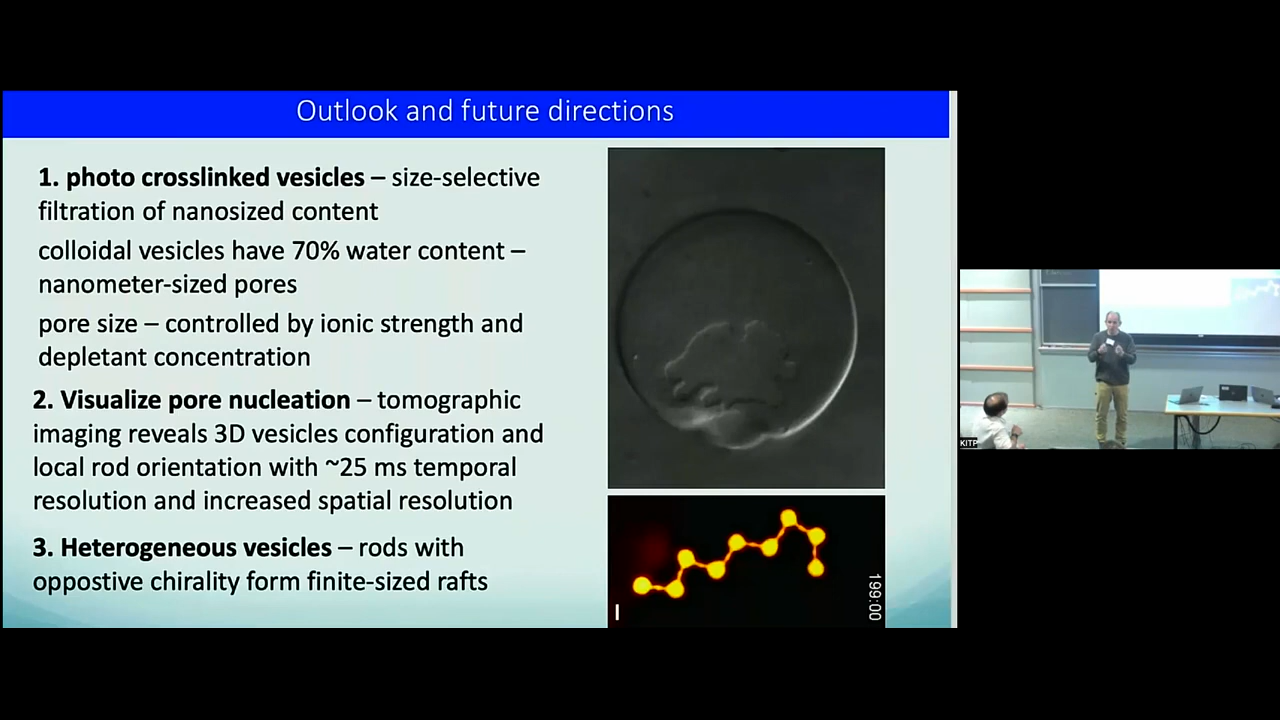 Outlook and future directions
1. photo crosslinked vesicles – size-selective
filtration of nanosized content
colloidal vesicles have 70% water content –
nanometer-sized pores
pore size – controlled by ionic strength and
depletant concentration
2. Visualize pore nucleation – tomographic
imaging reveals 3D vesicles configuration and
local rod orientation with ~25 ms temporal
resolution and increased spatial resolution
3. Heterogeneous vesicles – rods with
oppostive chirality form finite-sized rafts
199:00
KITP